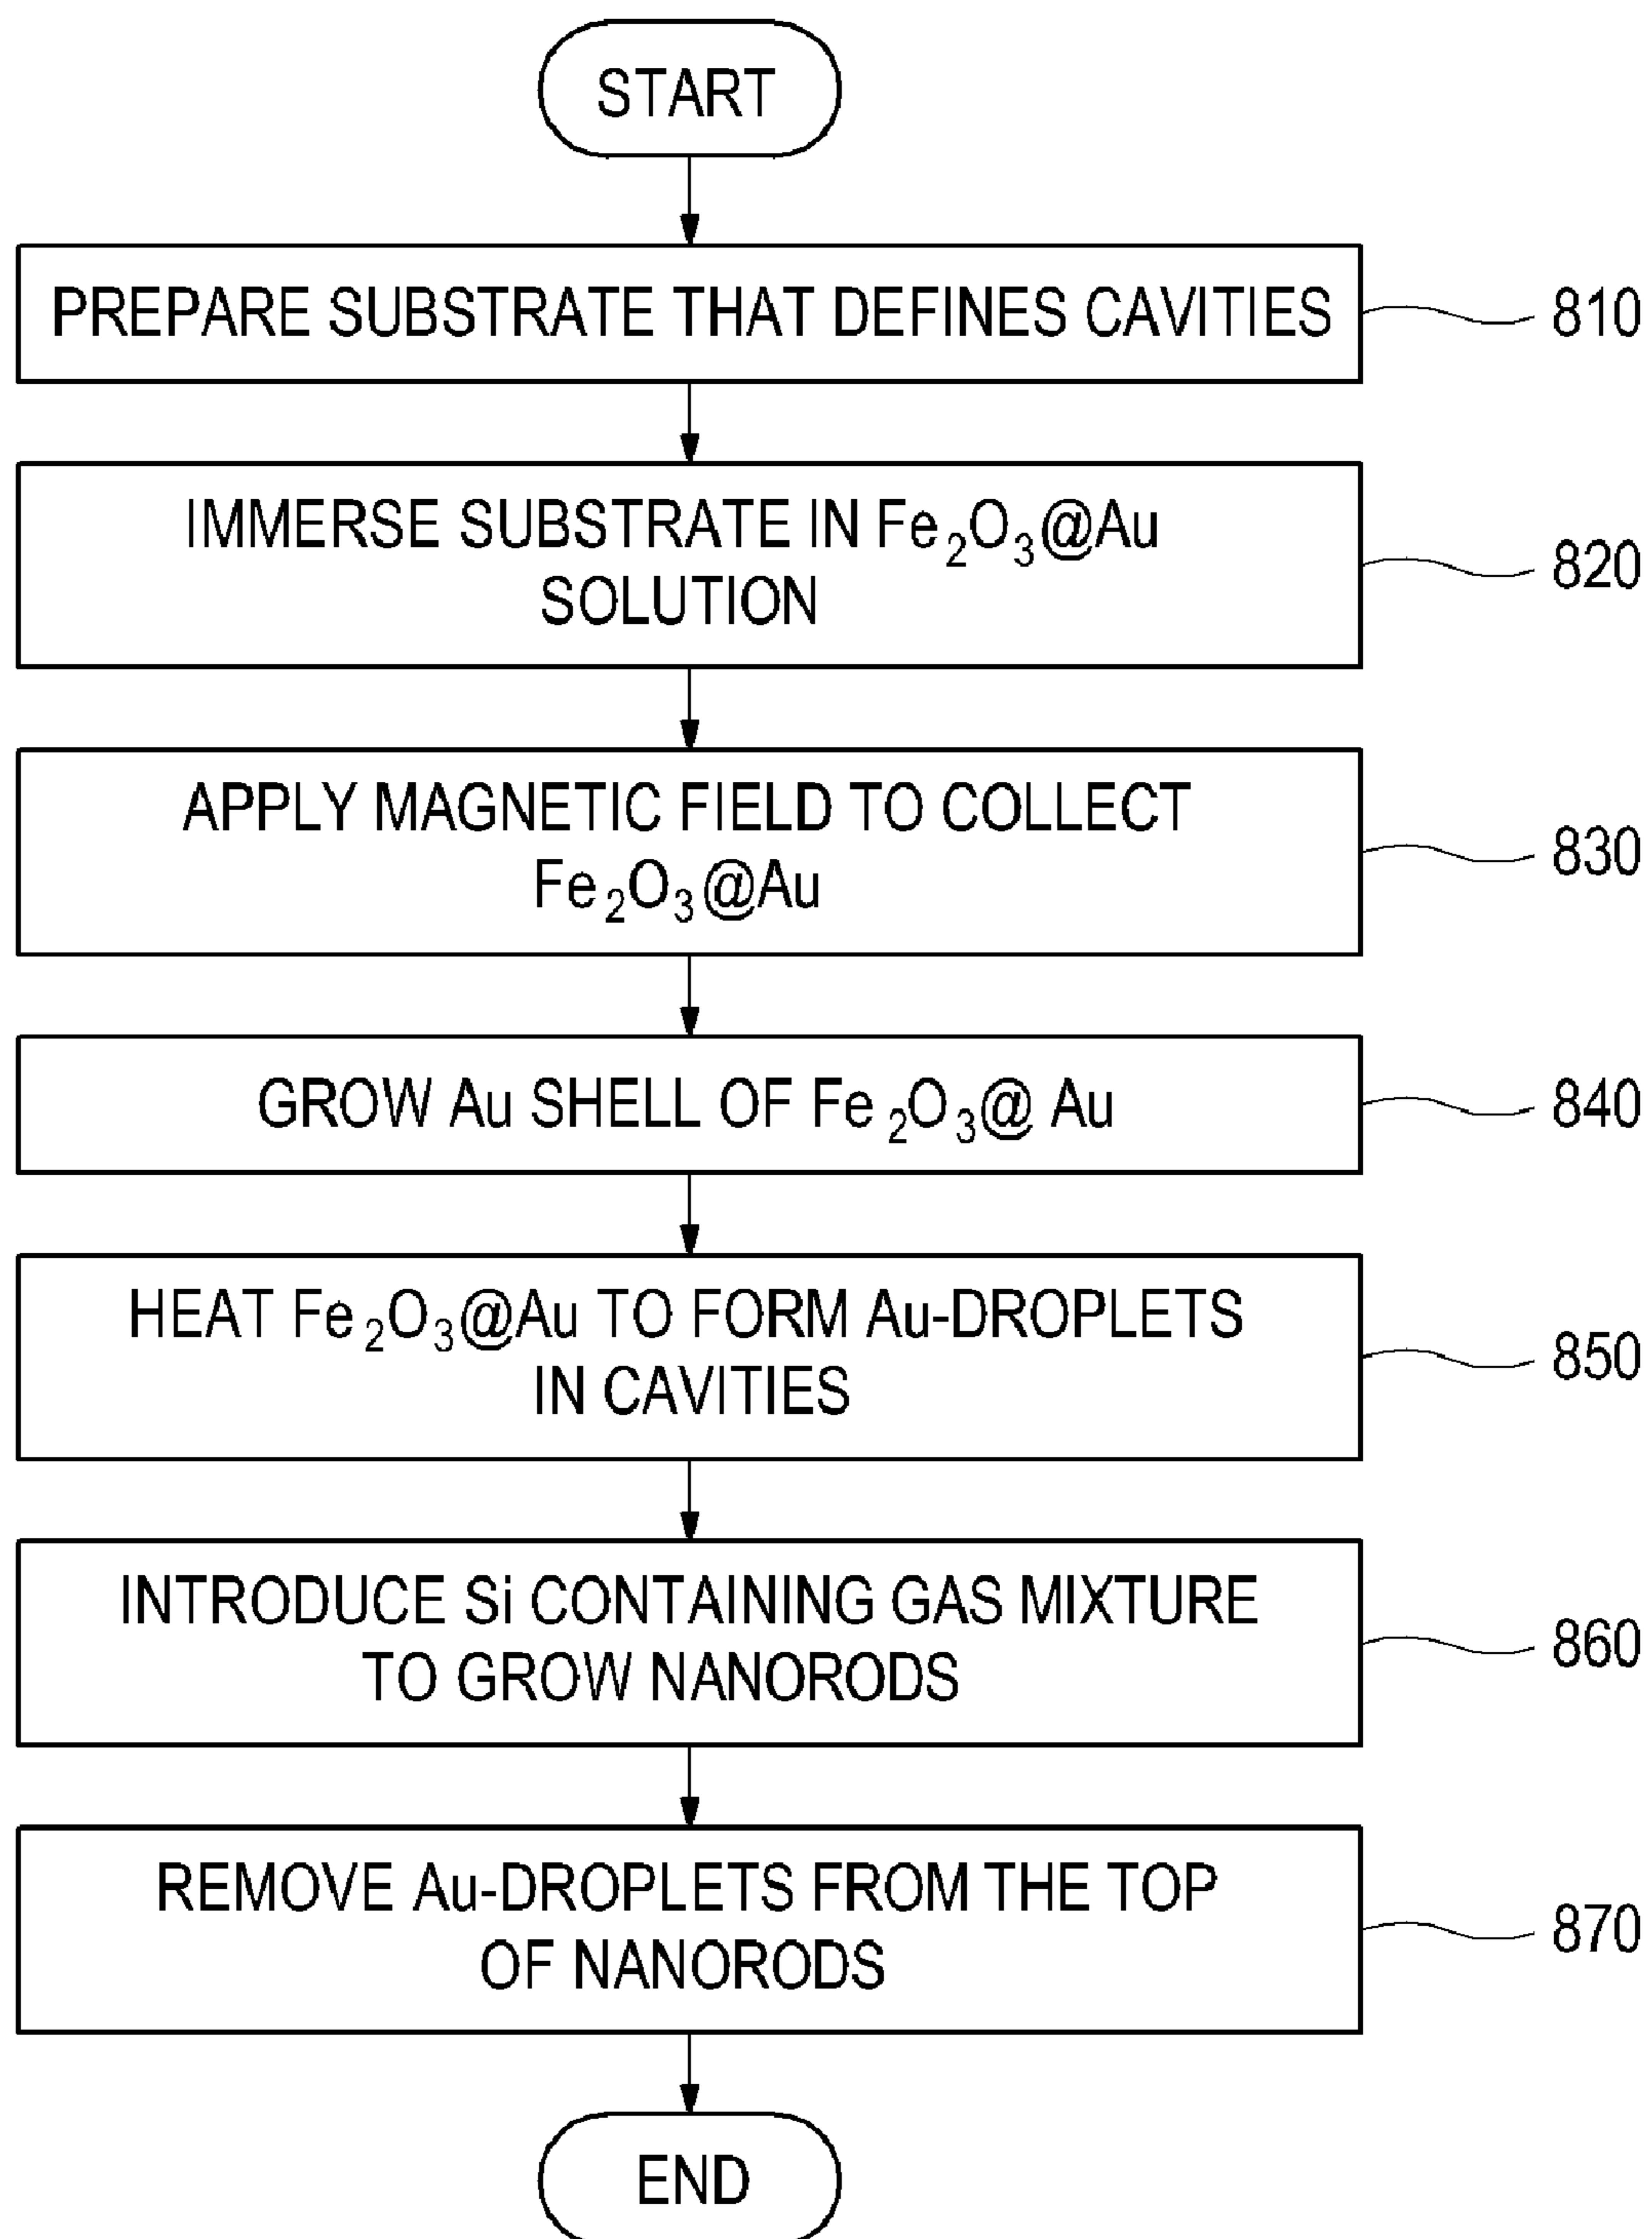 START
PREPARE SUBSTRATE THAT DEFINES CAVITIES
810
IMMERSE SUBSTRATE IN Fe₂O₃@Au
SOLUTION
820
APPLY MAGNETIC FIELD TO COLLECT
Fe₂O₃@Au
830
GROW Au SHELL OF Fe₂O₃@ Au
840
HEAT Fe₂O₃@Au TO FORM Au-DROPLETS
IN CAVITIES
850
INTRODUCE Si CONTAINING GAS MIXTURE
TO GROW NANORODS
860
REMOVE Au-DROPLETS FROM THE TOP
OF NANORODS
870
END